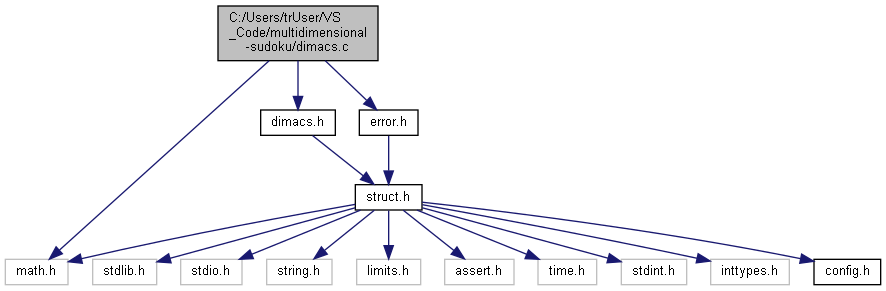 C:/Users/trUser/VS
_Code/multidimensional
-sudoku/dimacs.c
dimacs.h
error.h
struct.h
math.h
stdlib.h
stdio.h
string.h
limits.h
assert.h
time.h
stdint.h
inttypes.h
config.h